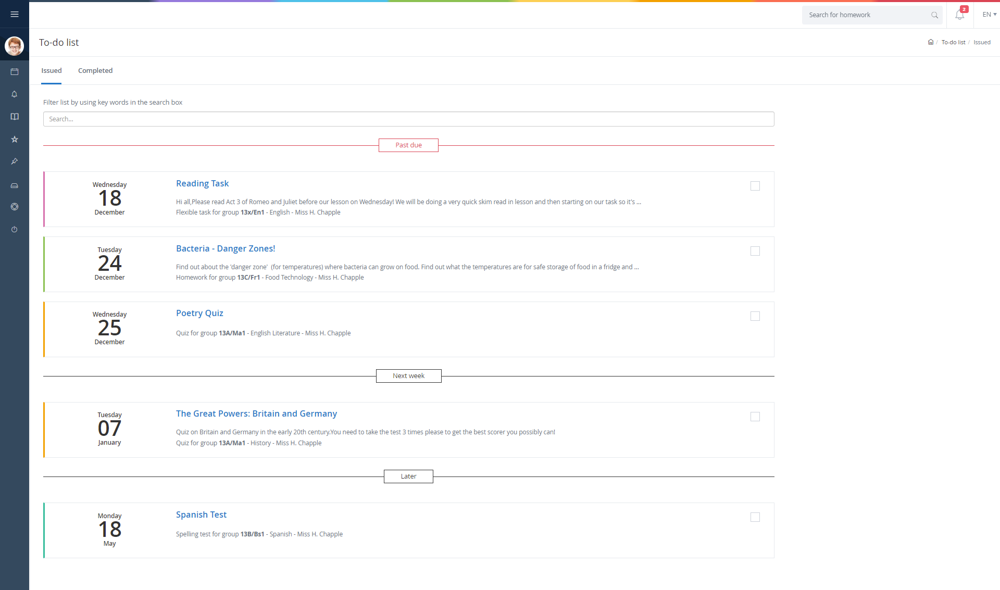 Search for homework
2
EN
To-do list
/ To-do list / Issued
Issued
Completed
Filter list by using key words in the search box
Search...
Past due
Wednesday
18
December
Reading Task
Hi all,Please read Act 3 of Romeo and Juliet before our lesson on Wednesday! We will be doing a very quick skim read in lesson and then starting on our task so it's ...
Flexible task for group 13x/En1 - English - Miss H. Chapple
Tuesday
24
December
Bacteria - Danger Zones!
Find out about the 'danger zone'  (for temperatures) where bacteria can grow on food. Find out what the temperatures are for safe storage of food in a fridge and ...
Homework for group 13C/Fr1 - Food Technology - Miss H. Chapple
Wednesday
25
December
Poetry Quiz
Quiz for group 13A/Ma1 - English Literature - Miss H. Chapple
Next week
Tuesday
07
January
The Great Powers: Britain and Germany
Quiz on Britain and Germany in the early 20th century.You need to take the test 3 times please to get the best scorer you possibly can!
Quiz for group 13A/Ma1 - History - Miss H. Chapple
Later
Monday
18
May
Spanish Test
Spelling test for group 13B/Bs1 - Spanish - Miss H. Chapple